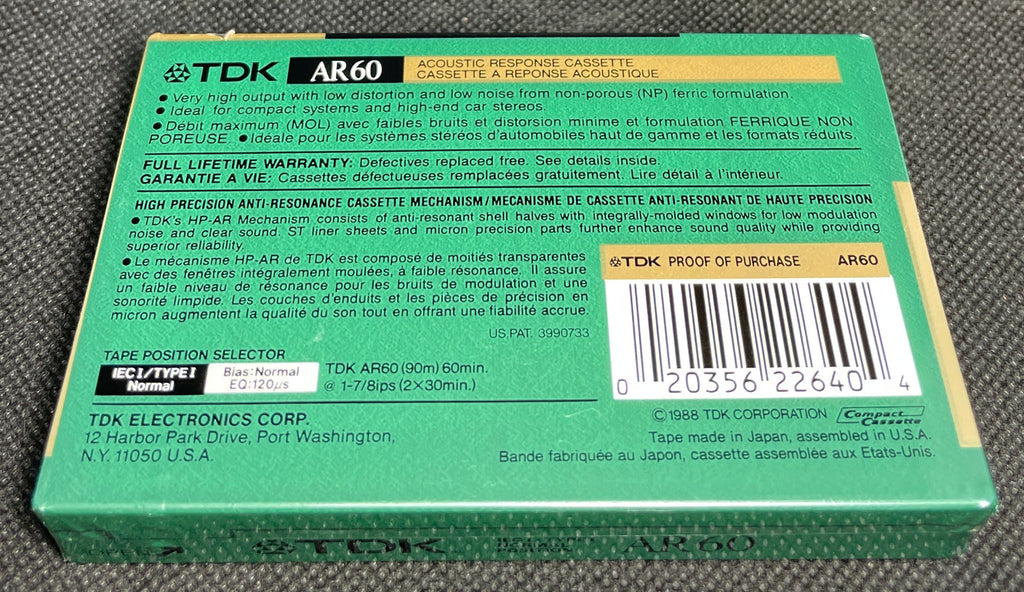 TDK AR60 ACOUSTIC RESPONSE CASSETTE
CASSETTE A REPONSE ACOUSTIQUE
● Very high output with low distortion and low noise from non-porous (NP) ferric formulation.
● Ideal for compact systems and high-end car stereos.
● Débit maximum (MOL) avec faibles bruits et distorsion minime et formulation FERRIQUE NON
POREUSE. ● Idéale pour les systèmes stéréos d'automobiles haut de gamme et les formats réduits.
FULL LIFETIME WARRANTY: Defectives replaced free. See details inside.
GARANTIE A VIE: Cassettes défectueuses remplacées gratuitement. Lire détail à l'intérieur.
HIGH PRECISION ANTI-RESONANCE CASSETTE MECHANISM/MECANISME DE CASSETTE ANTI-RESONANT DE HAUTE PRECISION
● TDK's HP-AR Mechanism consists of anti-resonant shell halves with integrally-molded windows for low modulation
noise and clear sound. ST liner sheets and micron precision parts further enhance sound quality while providing
superior reliability.
● Le mécanisme HP-AR de TDK est composé de moitiés transparentes
avec des fenêtres intégralement moulées, à faible résonance. Il assure
un faible niveau de résonance pour les bruits de modulation et une
sonorité limpide. Les couches d'enduits et les pièces de précision en
micron augmentent la qualité du son tout en offrant une fiabilité accrue.
US.PAT. 3990733
TDK PROOF OF PURCHASE AR60
0 20356 22640 4
TAPE POSITION SELECTOR
IEC I/TYPE I
Normal
Bias:Normal
EQ:120µs
TDK AR60 (90m) 60min.
@ 1-7/8ips (2×30min.)
TDK ELECTRONICS CORP.
12 Harbor Park Drive, Port Washington,
N.Y. 11050 U.S.A.
©1988 TDK CORPORATION Compact Cassette
Tape made in Japan, assembled in U.S.A.
Bande fabriquée au Japon, cassette assemblée aux Etats-Unis.
OPEN TDK POSITION AR60